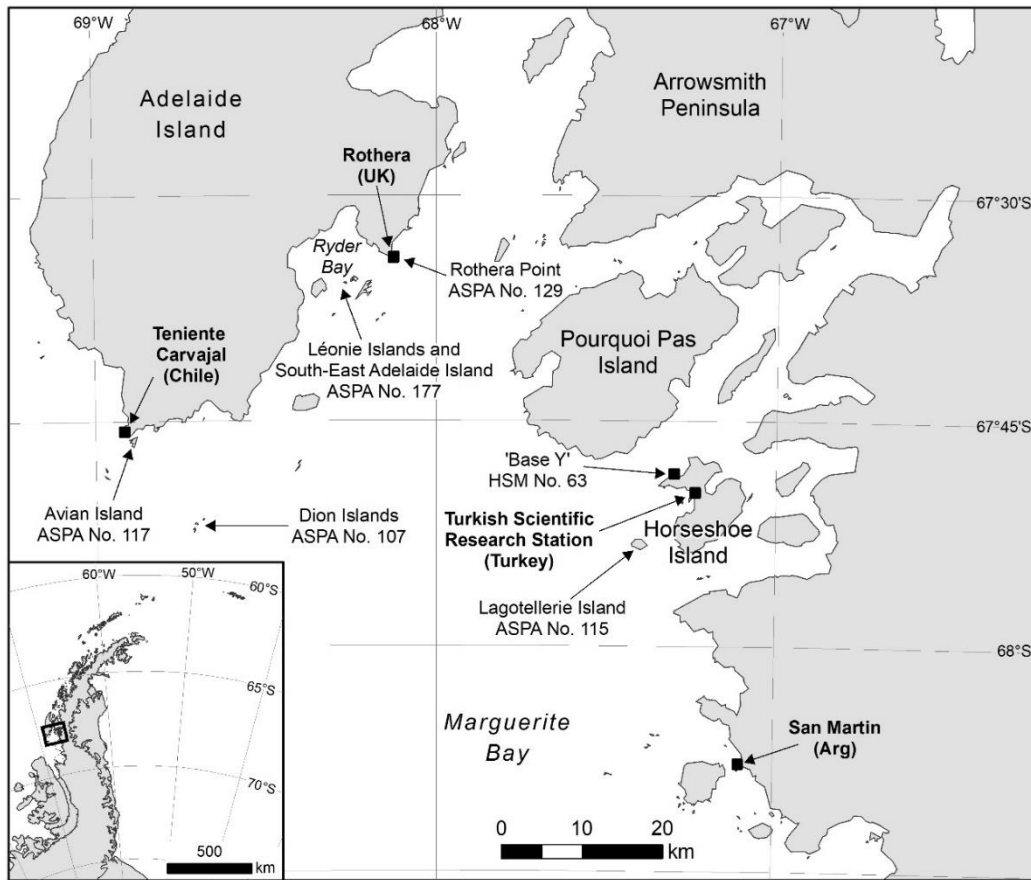 69°W
68°W
67°W
Adelaide
Island
Arrowsmith
Peninsula
Rothera
(UK)
67°30'S
Ryder
Bay
Rothera Point
ASPA No. 129
Léonie Islands and
South-East Adelaide Island
ASPA No. 177
Pourquoi Pas
Island
Teniente
Carvajal
(Chile)
67°45'S
'Base Y'
HSM No. 63
Avian Island
ASPA No. 117
Dion Islands
ASPA No. 107
Turkish Scientific
Research Station
(Turkey)
Horseshoe
Island
Lagotellerie Island
ASPA No. 115
68°S
Marguerite
Bay
San Martin
(Arg)
0 10 20
km
60°W
50°W
60°S
65°S
70°S
500
km